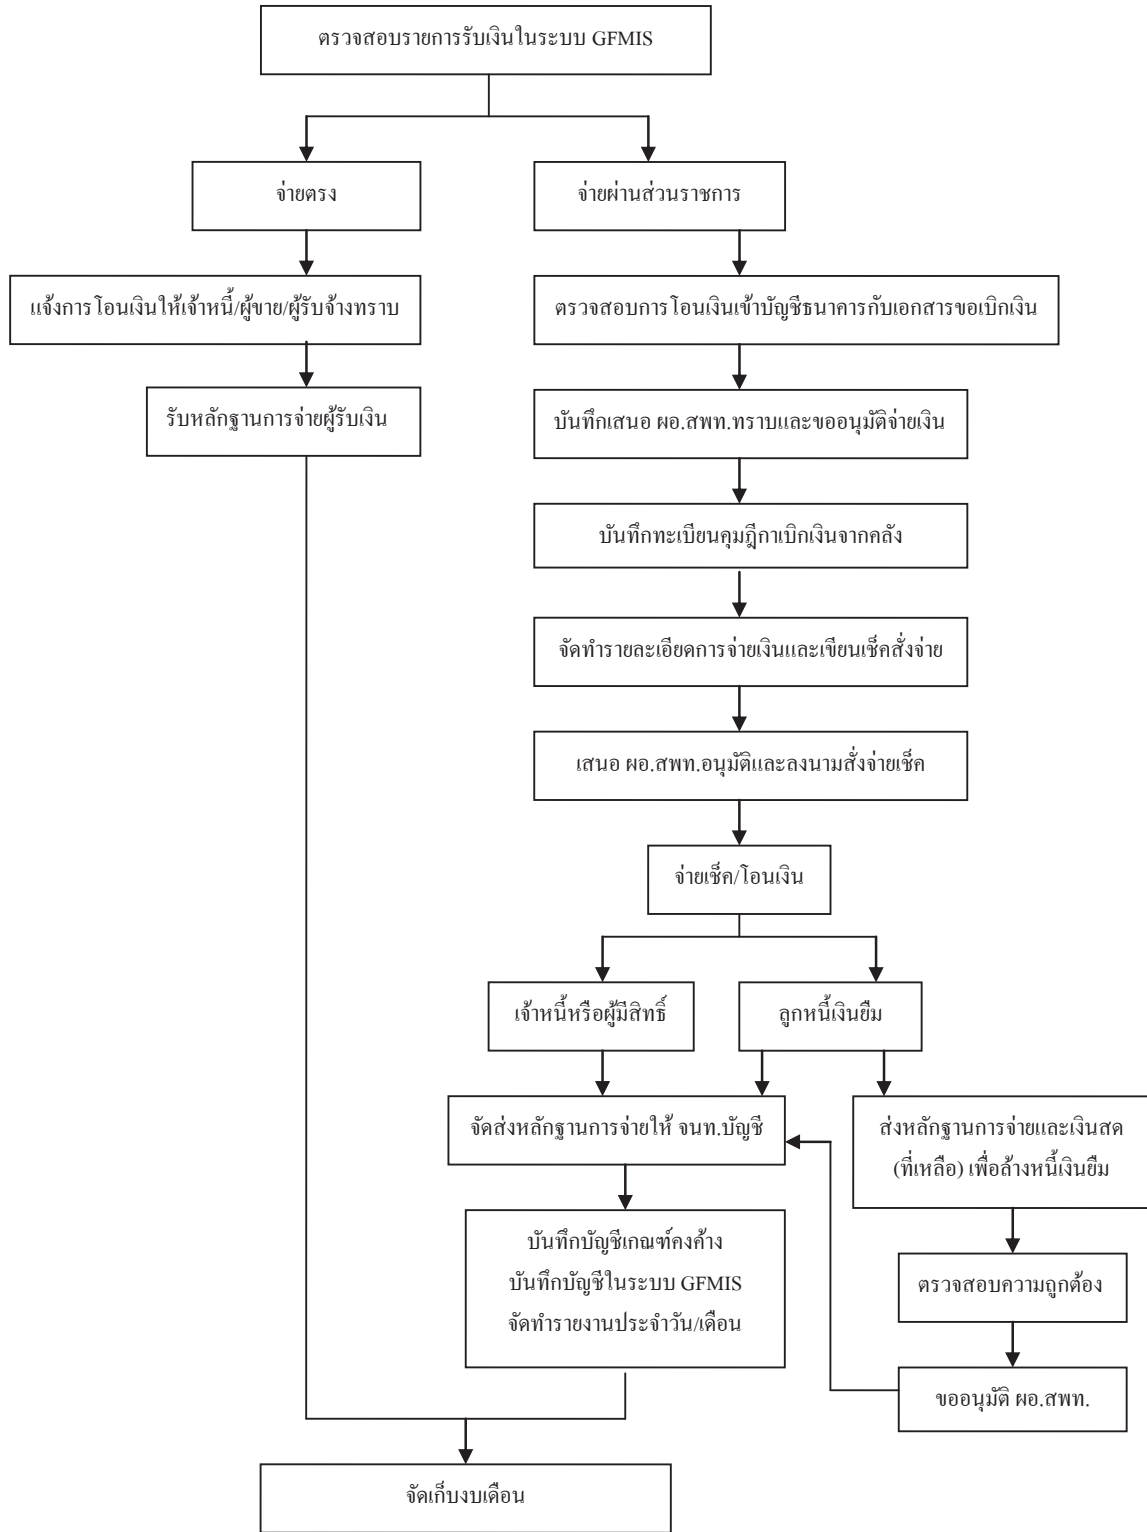 ตรวจสอบรายการรับเงินในระบบ GFMIS
จ่ายตรง
จ่ายผ่านส่วนราชการ
แจ้งการโอนเงินให้เจ้าหนี้/ผู้ขาย/ผู้รับจ้างทราบ
ตรวจสอบการโอนเงินเข้าบัญชีธนาคารกับเอกสารขอเบิกเงิน
รับหลักฐานการจ่ายผู้รับเงิน
บันทึกเสนอ ผอ.สพท.ทราบและขออนุมัติจ่ายเงิน
บันทึกทะเบียนคุมฎีกาเบิกเงินจากคลัง
จัดทำรายละเอียดการจ่ายเงินและเขียนเช็คสั่งจ่าย
เสนอ ผอ.สพท.อนุมัติและลงนามสั่งจ่ายเช็ค
จ่ายเช็ค/โอนเงิน
เจ้าหนี้หรือผู้มีสิทธิ์
ลูกหนี้เงินยืม
จัดส่งหลักฐานการจ่ายให้ จนท.บัญชี
ส่งหลักฐานการจ่ายและเงินสด
(ที่เหลือ) เพื่อล้างหนี้เงินยืม
บันทึกบัญชีเกณฑ์คงค้าง
บันทึกบัญชีในระบบ GFMIS
จัดทำรายงานประจำวัน/เดือน
ตรวจสอบความถูกต้อง
ขออนุมัติ ผอ.สพท.
จัดเก็บงบเดือน